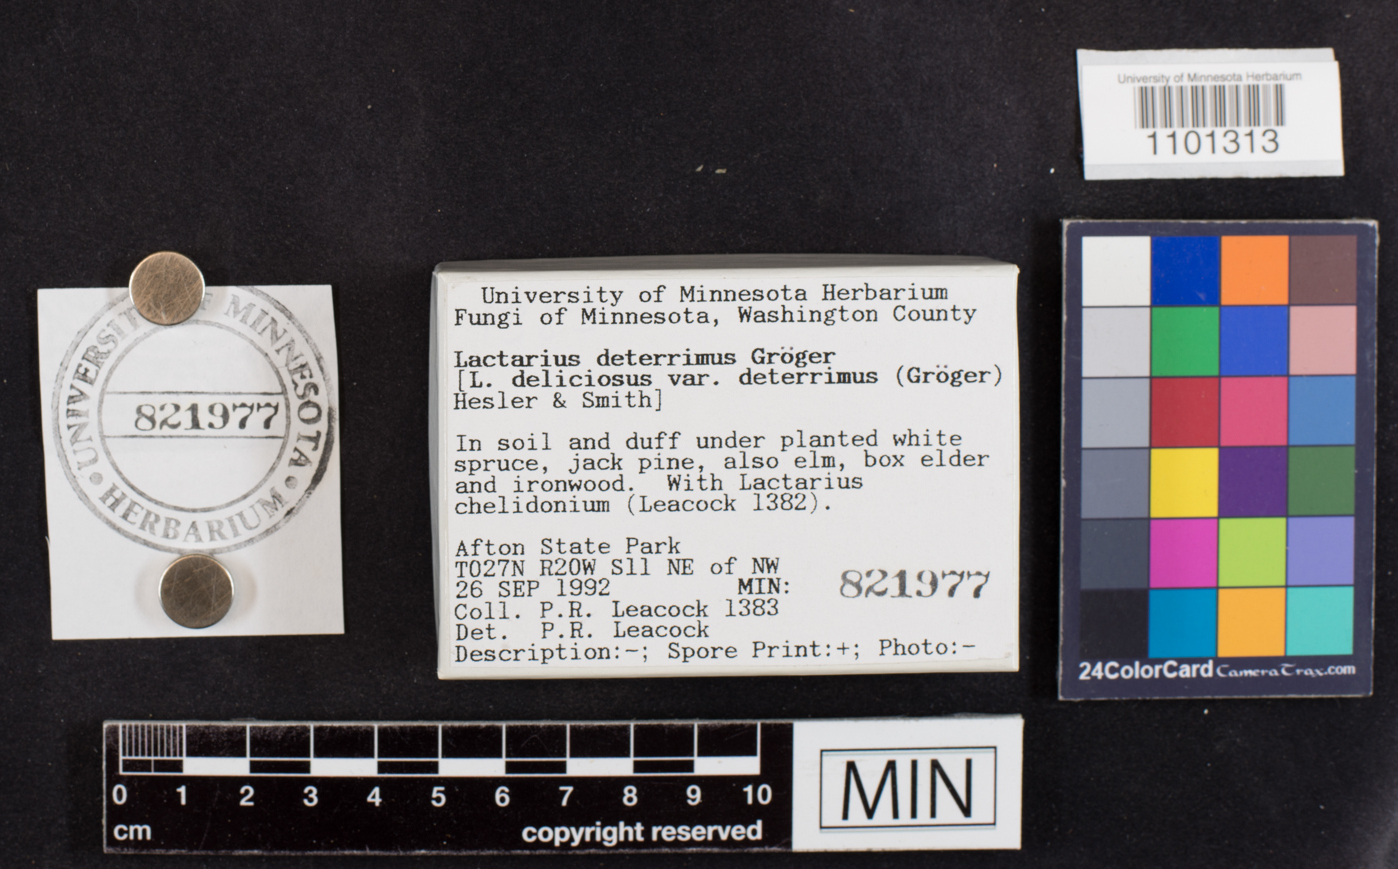 University of Minnesota Herbarium
1101313
UNIVERSITY OF MINNESOTA
821977
HERBARIUM
University of Minnesota Herbarium
Fungi of Minnesota, Washington County
Lactarius deterrimus Gröger
[L. deliciosus var. deterrimus (Gröger)
Hesler & Smith]
In soil and duff under planted white
spruce, jack pine, also elm, box elder
and ironwood. With Lactarius
chelidonium (Leacock 1382).
Afton State Park
T027N R20W S11 NE of NW
26 SEP 1992 MIN: 821977
Coll. P.R. Leacock 1383
Det. P.R. Leacock
Description:-; Spore Print:+; Photo:-
24ColorCard CameraTrax.com
0 1 2 3 4 5 6 7 8 9 10
cm copyright reserved
MIN